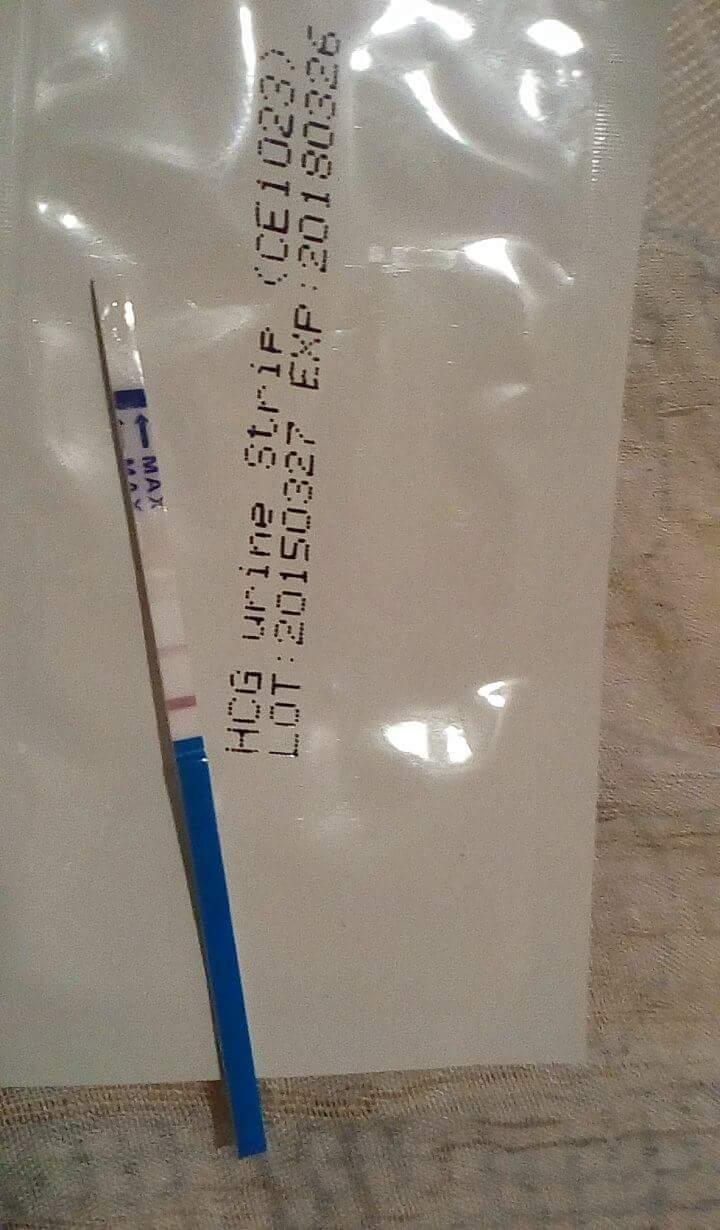 HCG urine Strip (CE1023)
LOT:20150327 EXP:20180326
MAX